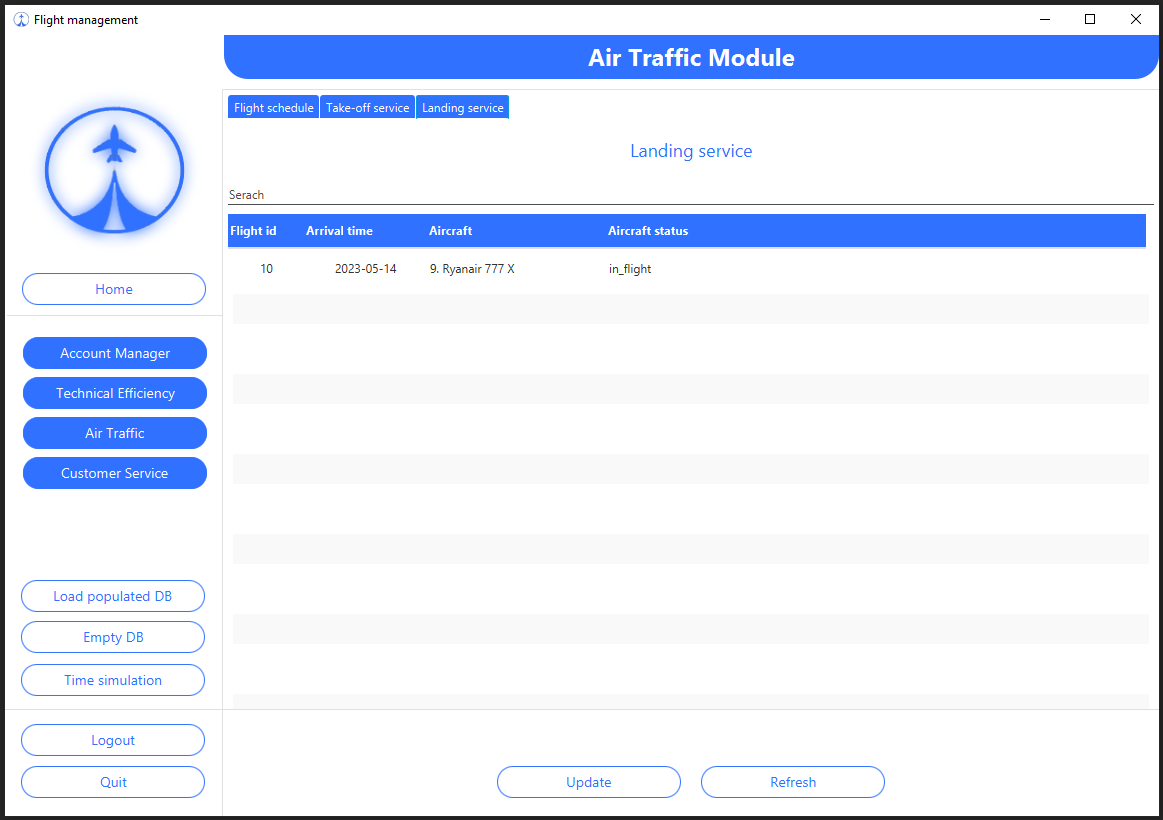 Flight management
Air Traffic Module
Flight schedule Take-off service Landing service
Landing service
Serach
Flight id Arrival time Aircraft Aircraft status
10 2023-05-14 9. Ryanair 777 X in_flight
Home
Account Manager
Technical Efficiency
Air Traffic
Customer Service
Load populated DB
Empty DB
Time simulation
Logout
Quit
Update Refresh